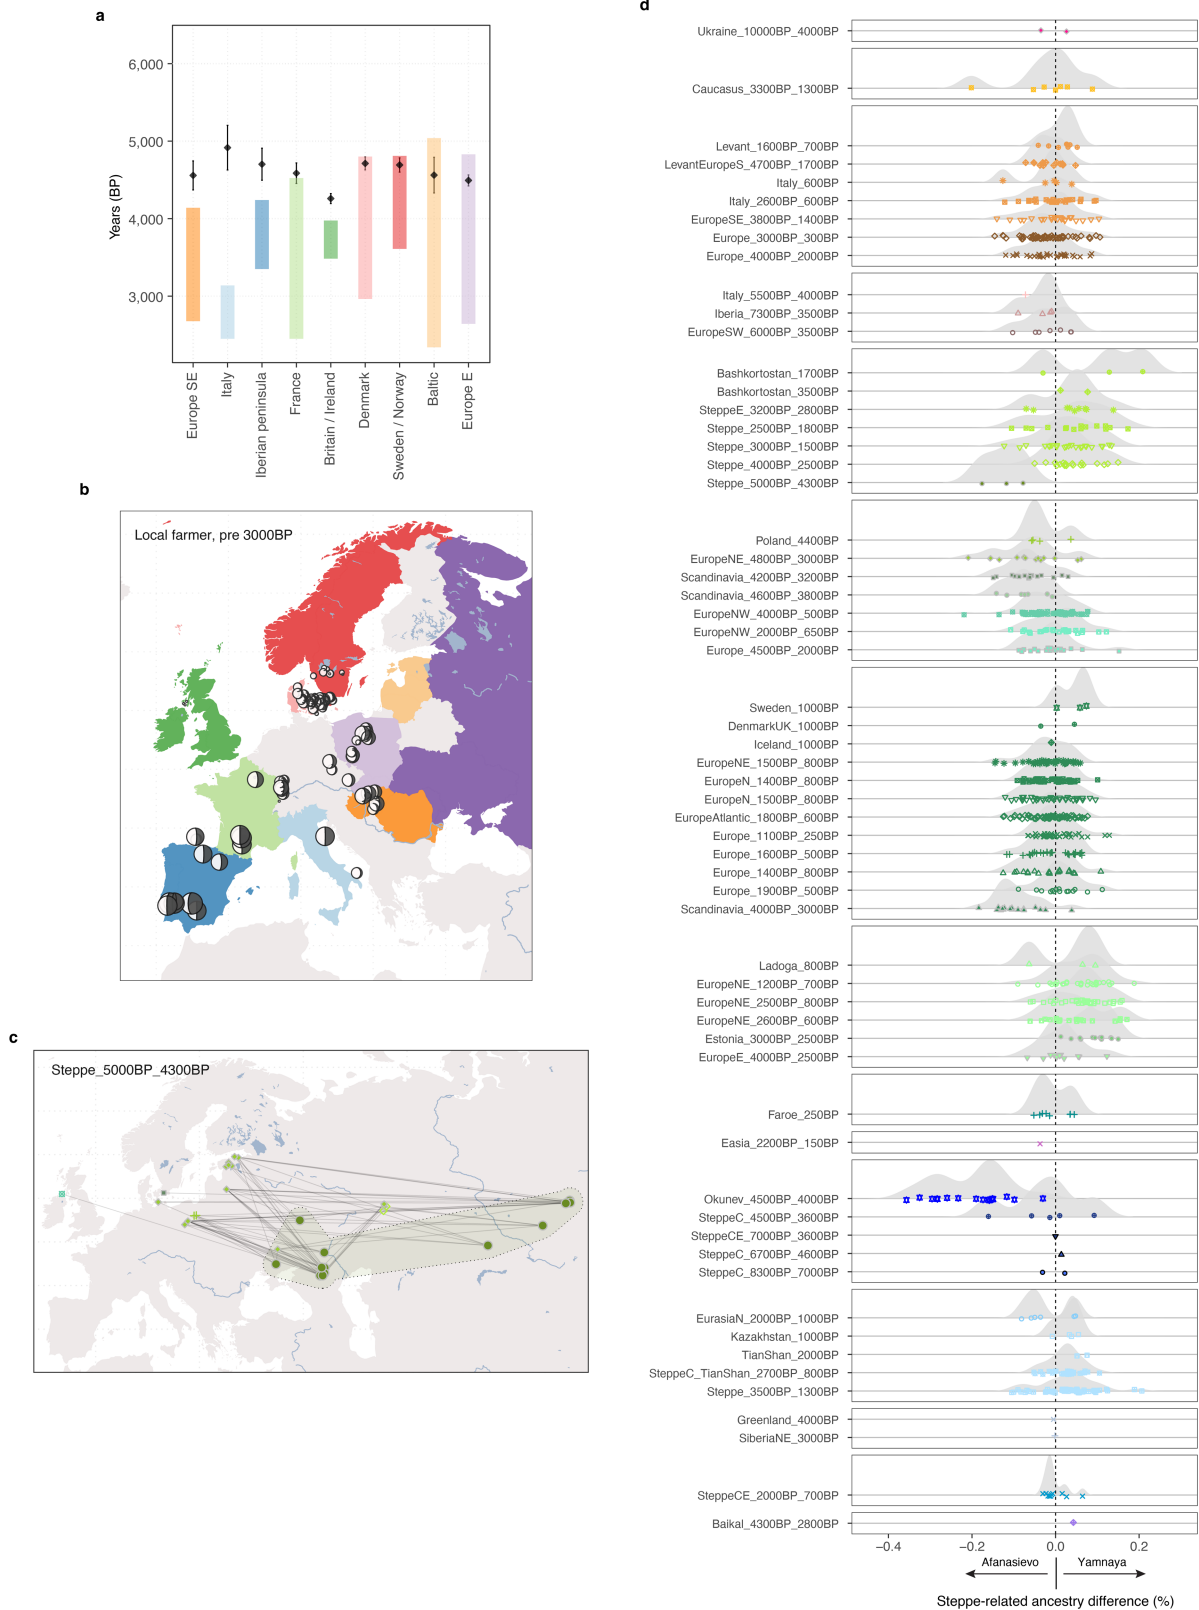 a
6,000
5,000
4,000
3,000
Years (BP)
Europe SE
Italy
Iberian peninsula
France
Britain / Ireland
Denmark
Sweden / Norway
Baltic
Europe E
b
Local farmer, pre 3000BP
c
Steppe_5000BP_4300BP
d
Ukraine_10000BP_4000BP
Caucasus_3300BP_1300BP
Levant_1600BP_700BP
LevantEuropeS_4700BP_1700BP
Italy_600BP
Italy_2600BP_600BP
EuropeSE_3800BP_1400BP
Europe_3000BP_300BP
Europe_4000BP_2000BP
Italy_5500BP_4000BP
Iberia_7300BP_3500BP
EuropeSW_6000BP_3500BP
Bashkortostan_1700BP
Bashkortostan_3500BP
SteppeE_3200BP_2800BP
Steppe_2500BP_1800BP
Steppe_3000BP_1500BP
Steppe_4000BP_2500BP
Steppe_5000BP_4300BP
Poland_4400BP
EuropeNE_4800BP_3000BP
Scandinavia_4200BP_3200BP
Scandinavia_4600BP_3800BP
EuropeNW_4000BP_500BP
EuropeNW_2000BP_650BP
Europe_4500BP_2000BP
Sweden_1000BP
DenmarkUK_1000BP
Iceland_1000BP
EuropeNE_1500BP_800BP
EuropeN_1400BP_800BP
EuropeN_1500BP_800BP
EuropeAtlantic_1800BP_600BP
Europe_1100BP_250BP
Europe_1600BP_500BP
Europe_1400BP_800BP
Europe_1900BP_500BP
Scandinavia_4000BP_3000BP
Ladoga_800BP
EuropeNE_1200BP_700BP
EuropeNE_2500BP_800BP
EuropeNE_2600BP_600BP
Estonia_3000BP_2500BP
EuropeE_4000BP_2500BP
Faroe_250BP
Easia_2200BP_150BP
Okunev_4500BP_4000BP
SteppeC_4500BP_3600BP
SteppeCE_7000BP_3600BP
SteppeC_6700BP_4600BP
SteppeC_8300BP_7000BP
EurasiaN_2000BP_1000BP
Kazakhstan_1000BP
TianShan_2000BP
SteppeC_TianShan_2700BP_800BP
Steppe_3500BP_1300BP
Greenland_4000BP
SiberiaNE_3000BP
SteppeCE_2000BP_700BP
Baikal_4300BP_2800BP
−0.4 −0.2 0.0 0.2
Afanasievo Yamnaya
Steppe-related ancestry difference (%)